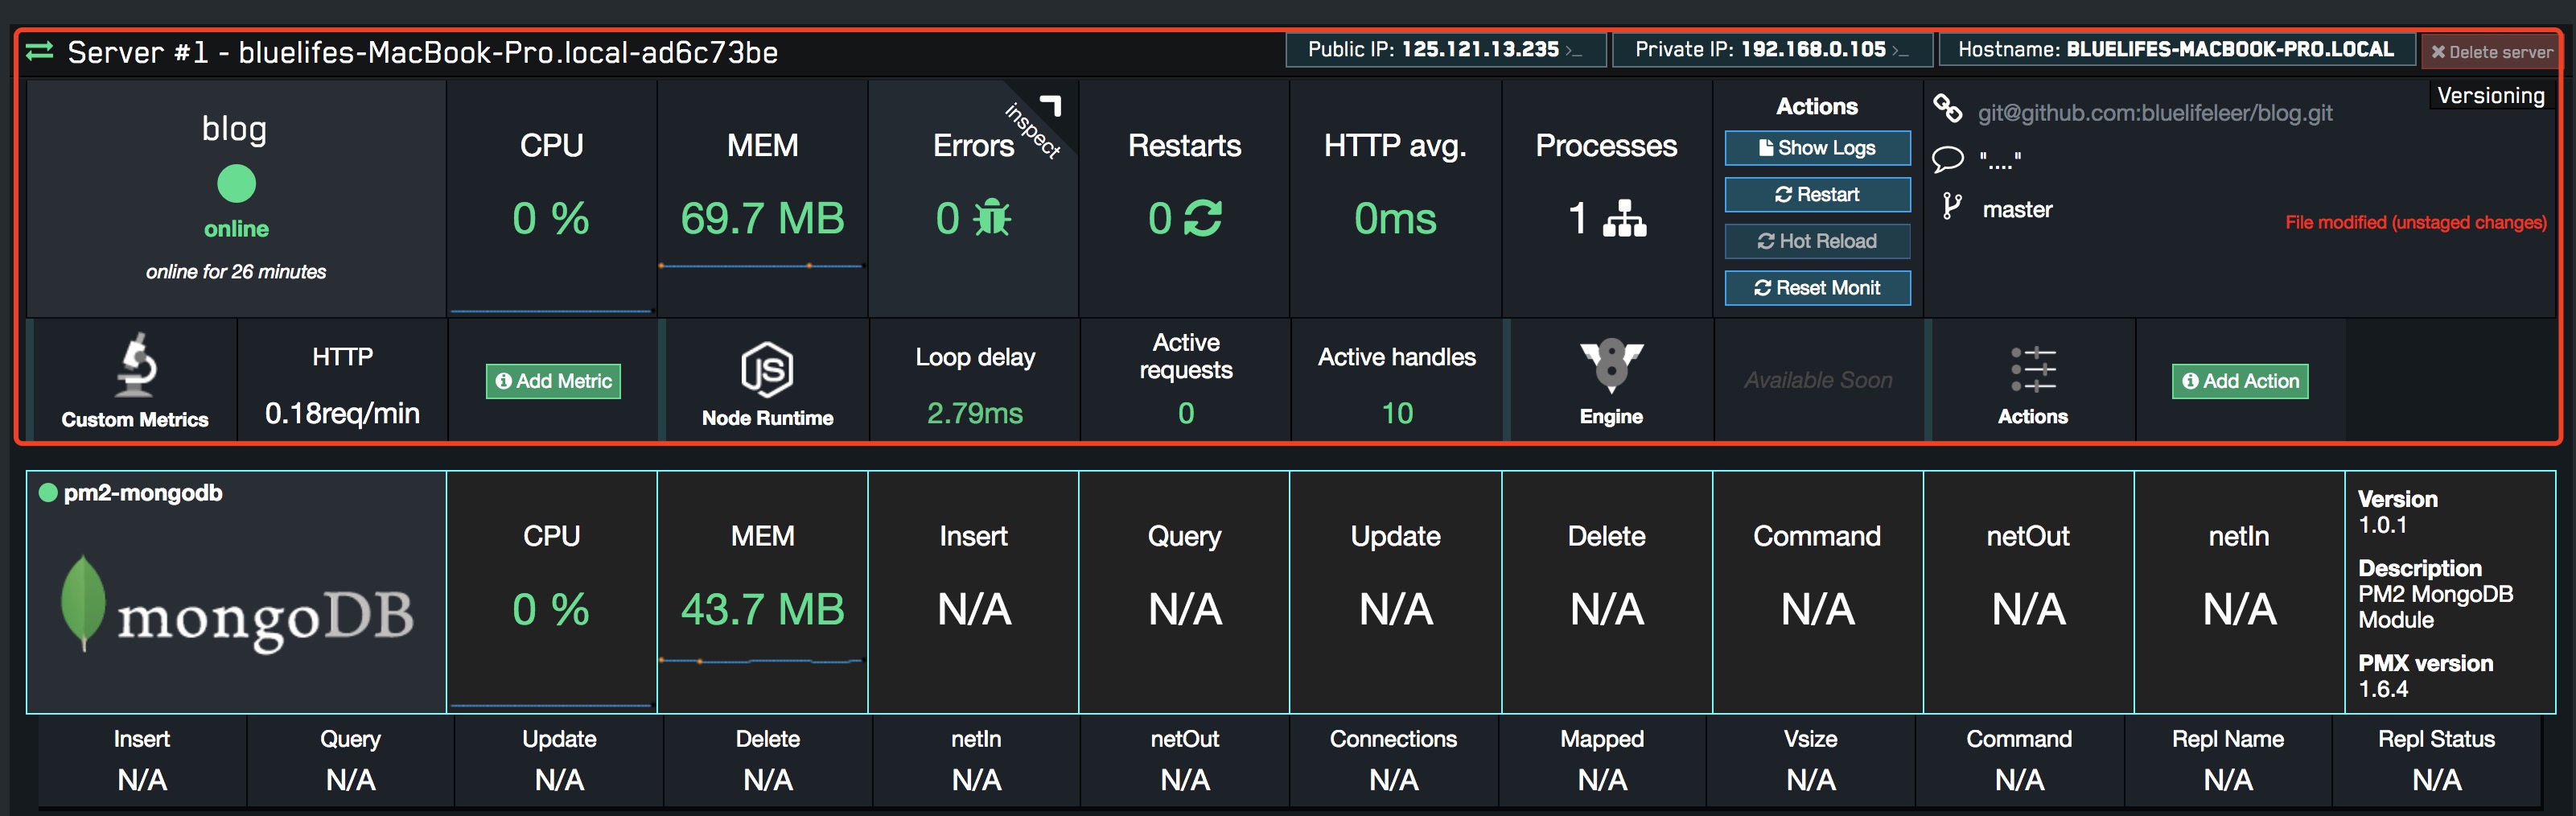 Server #1 - bluelifes-MacBook-Pro.local-ad6c73be
Public IP: 125.121.13.235 >_
Private IP: 192.168.0.105 >_
Hostname: BLUELIFES-MACBOOK-PRO.LOCAL
Delete server
blog
online
online for 26 minutes
CPU
0 %
MEM
69.7 MB
Errors
inspect
0
Restarts
0
HTTP avg.
0ms
Processes
1
Actions
Show Logs
Restart
Hot Reload
Reset Monit
Versioning
git@github.com:bluelifeleer/blog.git
"...."
master
File modified (unstaged changes)
Custom Metrics
HTTP
0.18req/min
Add Metric
JS
Node Runtime
Loop delay
2.79ms
Active
requests
0
Active handles
10
8
Engine
Available Soon
Actions
Add Action
pm2-mongodb
mongoDB
CPU
0 %
MEM
43.7 MB
Insert
N/A
Query
N/A
Update
N/A
Delete
N/A
Command
N/A
netOut
N/A
netIn
N/A
Version
1.0.1
Description
PM2 MongoDB
Module
PMX version
1.6.4
Insert
N/A
Query
N/A
Update
N/A
Delete
N/A
netIn
N/A
netOut
N/A
Connections
N/A
Mapped
N/A
Vsize
N/A
Command
N/A
Repl Name
N/A
Repl Status
N/A